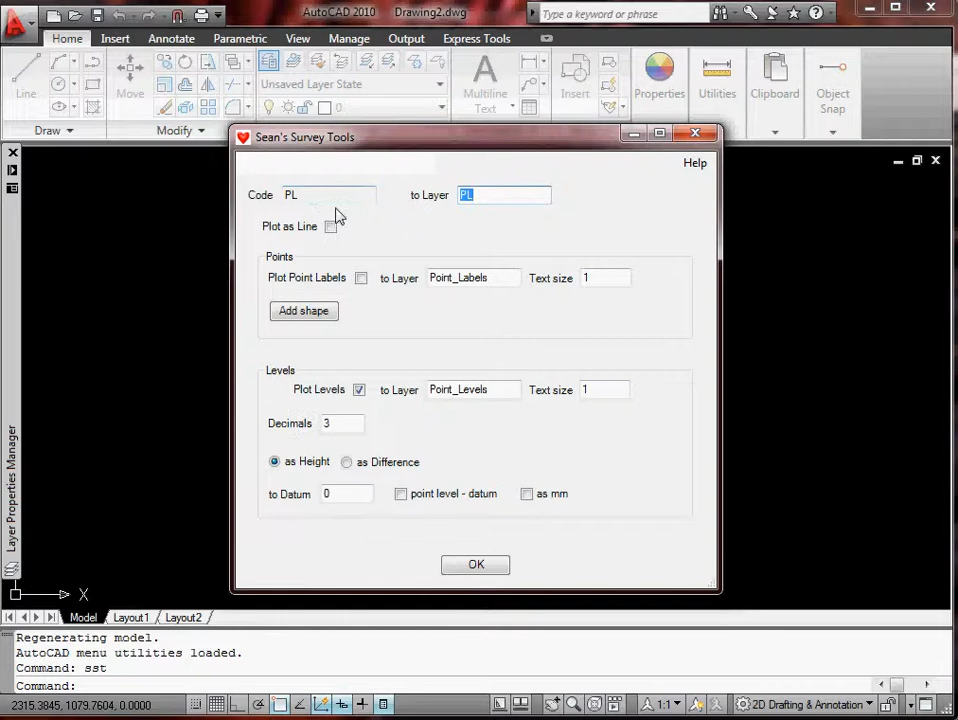 AutoCAD 2010 Drawing2.dwg
Type a keyword or phrase
Home Insert Annotate Parametric View Manage Output Express Tools
Unsaved Layer State
Line Move 0 Multiline Text Insert Properties Utilities Clipboard Object Snap
Draw Modify
Sean's Survey Tools
Help
Code PL to Layer PL
Plot as Line
Points
Plot Point Labels to Layer Point_Labels Text size 1
Add shape
Levels
Plot Levels to Layer Point_Levels Text size 1
Decimals 3
as Height as Difference
to Datum 0 point level - datum as mm
OK
Layer Properties Manager
X
Model Layout1 Layout2
Regenerating model.
AutoCAD menu utilities loaded.
Command: sst
Command:
2315.3845, 1079.7604, 0.0000 1:1 2D Drafting & Annotation